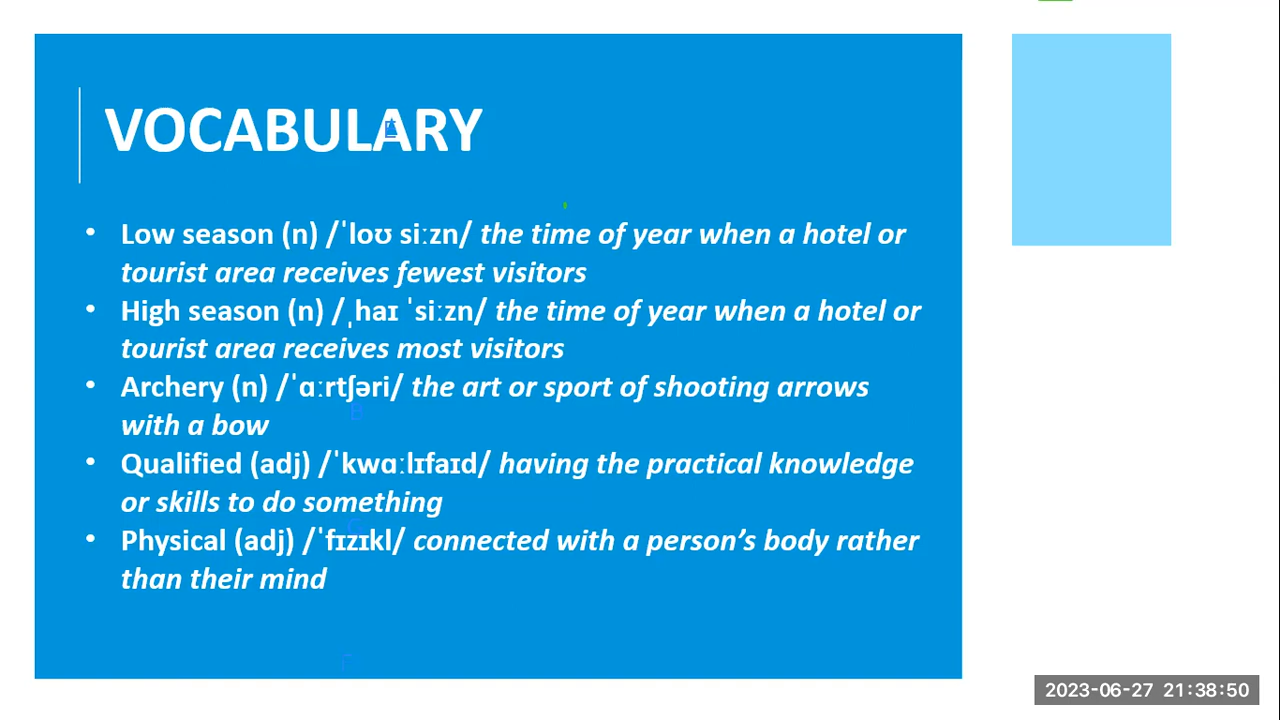 VOCABULARY
• Low season (n) /ˈloʊ siːzn/ the time of year when a hotel or
tourist area receives fewest visitors
• High season (n) /ˌhaɪ ˈsiːzn/ the time of year when a hotel or
tourist area receives most visitors
• Archery (n) /ˈɑːrtʃəri/ the art or sport of shooting arrows
with a bow
• Qualified (adj) /ˈkwɑːlɪfaɪd/ having the practical knowledge
or skills to do something
• Physical (adj) /ˈfɪzɪkl/ connected with a person’s body rather
than their mind
2023-06-27 21:38:50